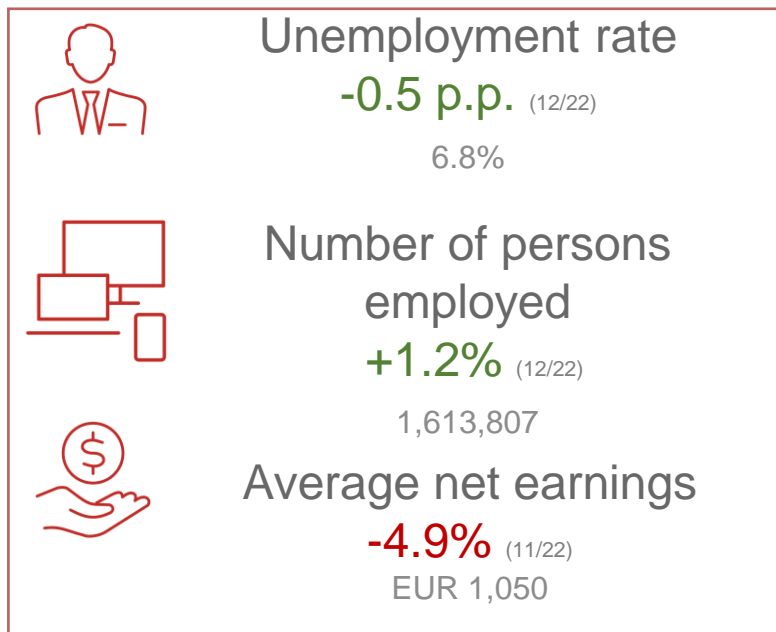 Unemployment rate
-0.5 p.p. (12/22)
6.8%
Number of persons
employed
+1.2% (12/22)
1,613,807
$
Average net earnings
-4.9% (11/22)
EUR 1,050